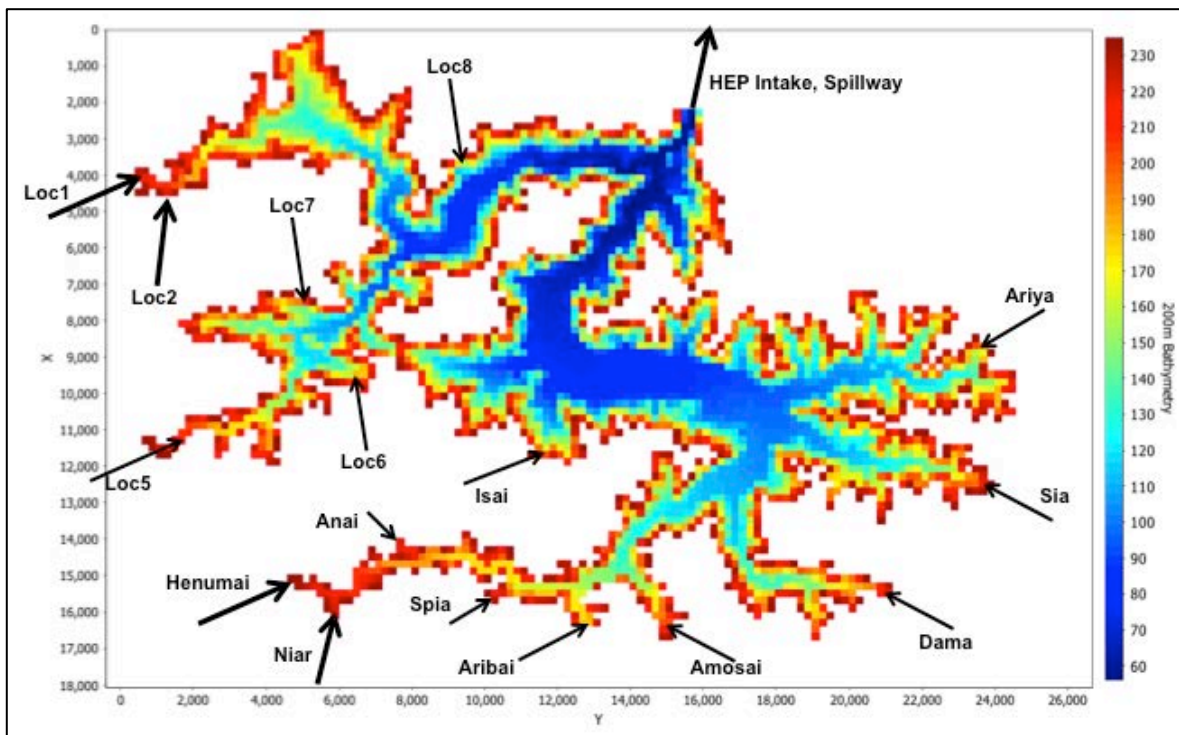 0
1,000
2,000
3,000
4,000
5,000
6,000
7,000
8,000
9,000
10,000
11,000
12,000
13,000
14,000
15,000
16,000
17,000
18,000
X
0
2,000
4,000
6,000
8,000
10,000
12,000
14,000
16,000
18,000
20,000
22,000
24,000
26,000
Y
Loc8
HEP Intake, Spillway
Loc1
Loc7
Loc2
Ariya
Loc6
Loc5
Isai
Sia
Anai
Henumai
Spia
Niar
Aribai
Amosai
Dama
230
220
210
200
190
180
170
160
150
140
130
120
110
100
90
80
70
60
200m Bathymetry